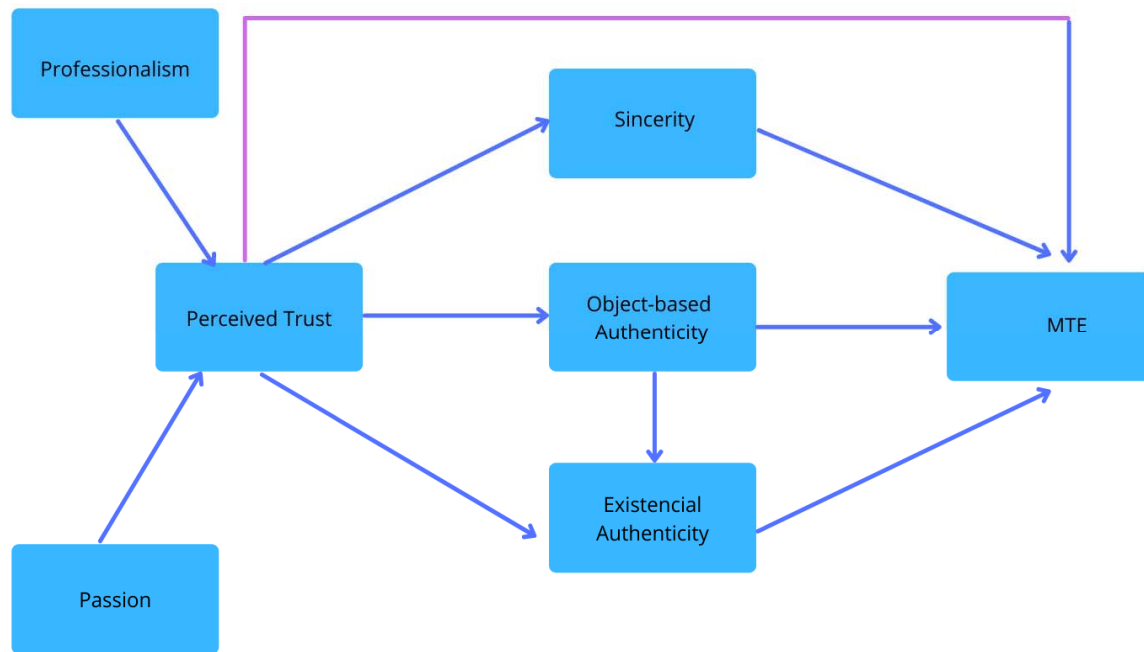 Professionalism
Sincerity
Perceived Trust
Object-based
Authenticity
MTE
Existencial
Authenticity
Passion